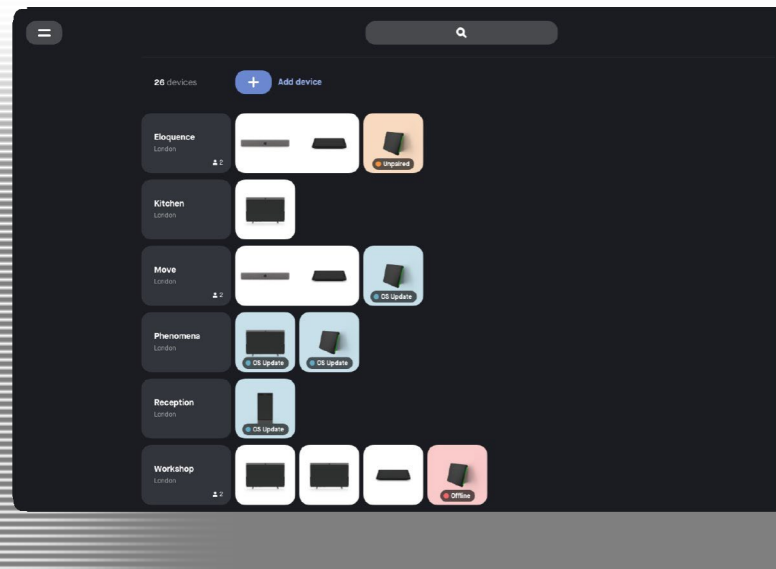 26 devices
Add device
Eloquence
London
2
Unpaired
Kitchen
London
Move
London
2
OS Update
Phenomena
London
OS Update
OS Update
Reception
London
OS Update
Workshop
London
2
Offline